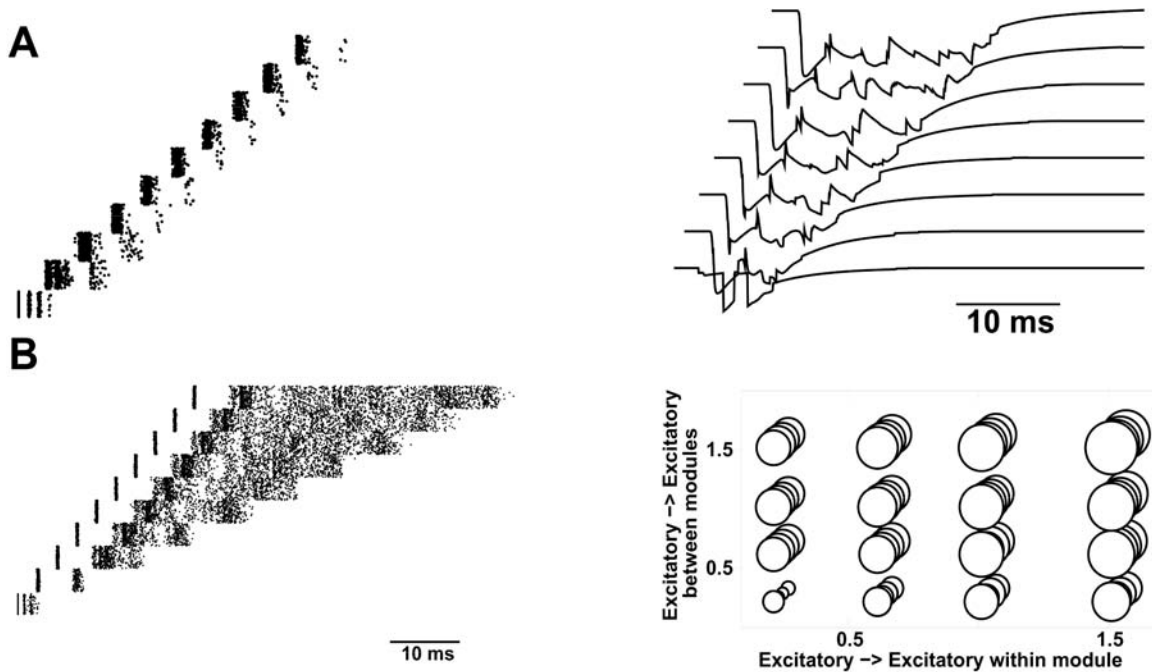 A
10 ms
B
10 ms
Excitatory −> Excitatory
between modules
1.5
0.5
0.5
1.5
Excitatory −> Excitatory within module